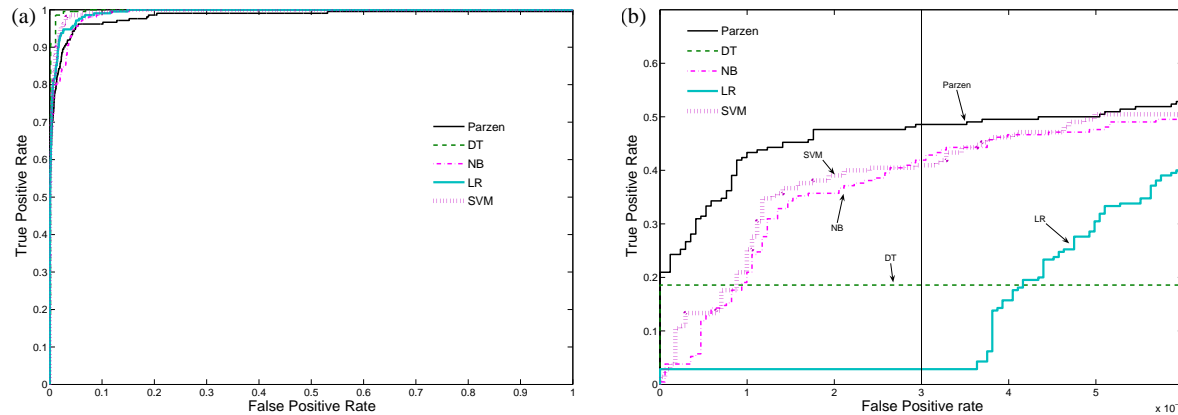 (a)
1
0.9
0.8
0.7
0.6
0.5
0.4
0.3
0.2
0.1
0
True Positive Rate
0
0.1
0.2
0.3
0.4
0.5
0.6
0.7
0.8
0.9
1
False Positive Rate
Parzen
DT
NB
LR
SVM
(b)
0.6
0.5
0.4
0.3
0.2
0.1
0
True Positive Rate
0
1
2
3
4
5
False Positive rate
x 10
Parzen
DT
NB
LR
SVM
Parzen
SVM
NB
LR
DT